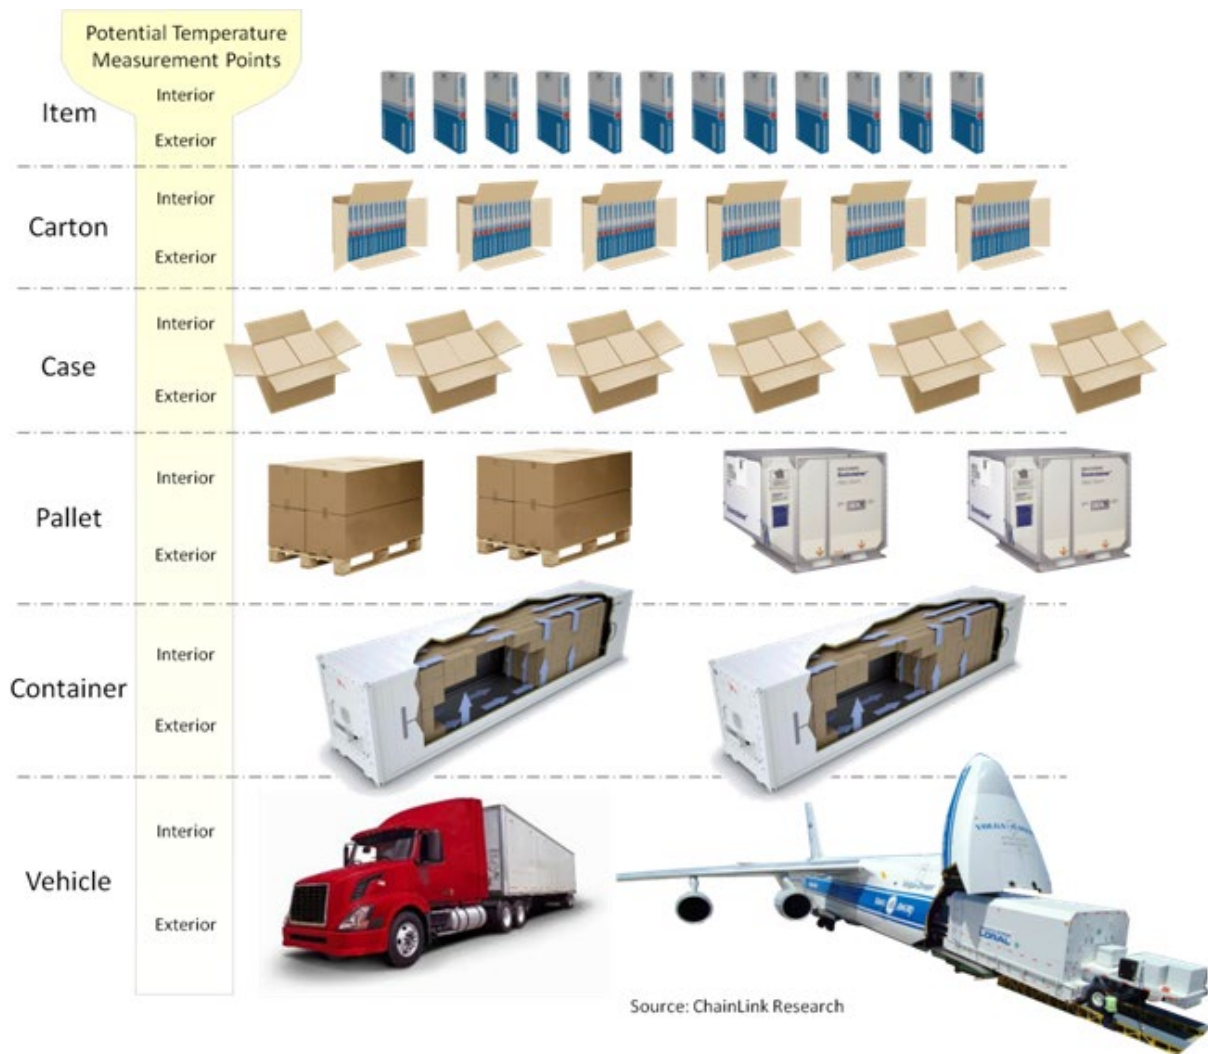 Potential Temperature
Measurement Points
Item
Interior
Exterior
Carton
Interior
Exterior
Case
Interior
Exterior
Pallet
Interior
Exterior
Container
Interior
Exterior
Vehicle
Interior
Exterior
LORAL
Source: ChainLink Research